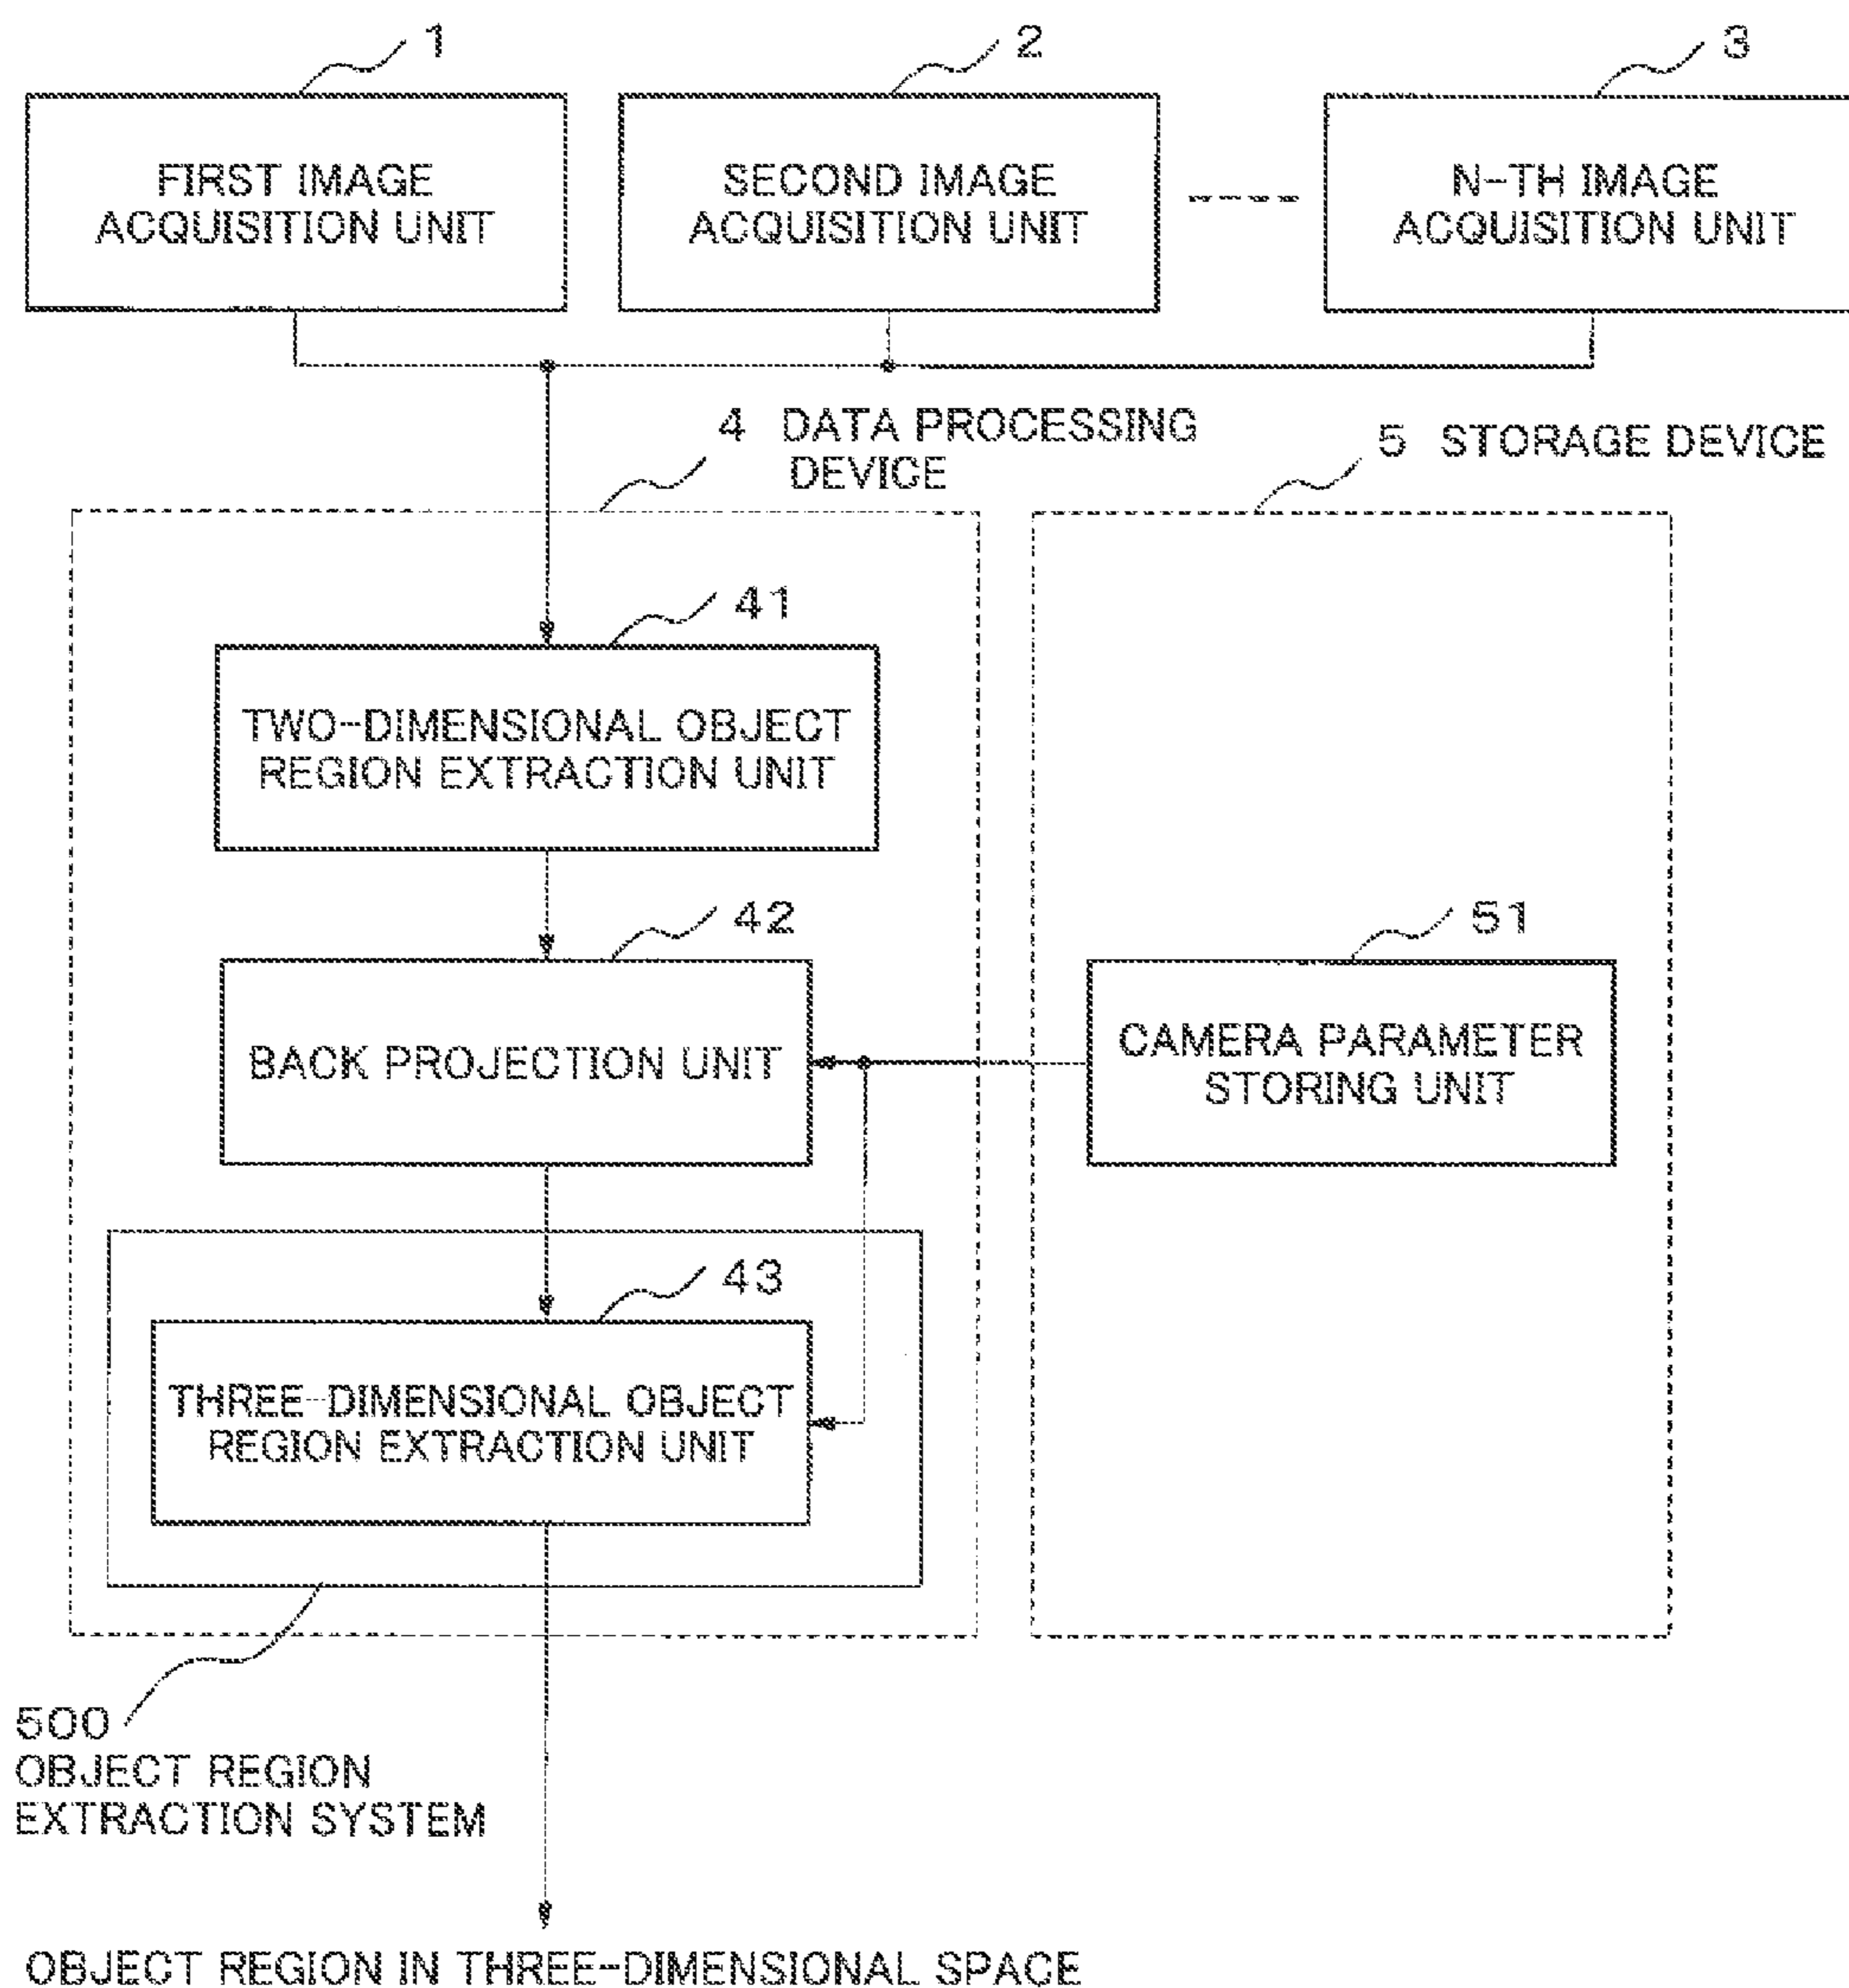 1
2
3
FIRST IMAGE
ACQUISITION UNIT
SECOND IMAGE
ACQUISITION UNIT
N-TH IMAGE
ACQUISITION UNIT
4 DATA PROCESSING
DEVICE
5 STORAGE DEVICE
41
TWO-DIMENSIONAL OBJECT
REGION EXTRACTION UNIT
42
BACK PROJECTION UNIT
51
CAMERA PARAMETER
STORING UNIT
43
THREE-DIMENSIONAL OBJECT
REGION EXTRACTION UNIT
500
OBJECT REGION
EXTRACTION SYSTEM
OBJECT REGION IN THREE-DIMENSIONAL SPACE